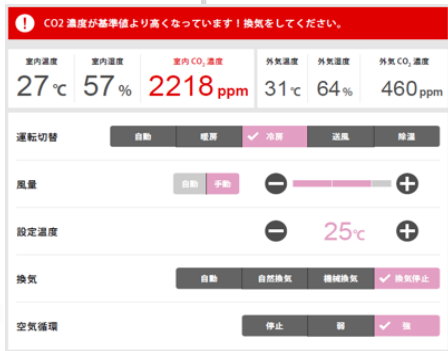 ! CO2 濃度が基準値より高くなっています！換気をしてください。
室内温度 室内湿度 室内 CO₂ 濃度 外気温度 外気湿度 外気 CO₂ 濃度
27℃ 57% 2218 ppm 31℃ 64% 460 ppm
運転切替 自動 暖房 冷房 送風 除湿
風量 自動 手動
設定温度 25℃
換気 自動 自然換気 機械換気 換気停止
空気循環 停止 弱 強